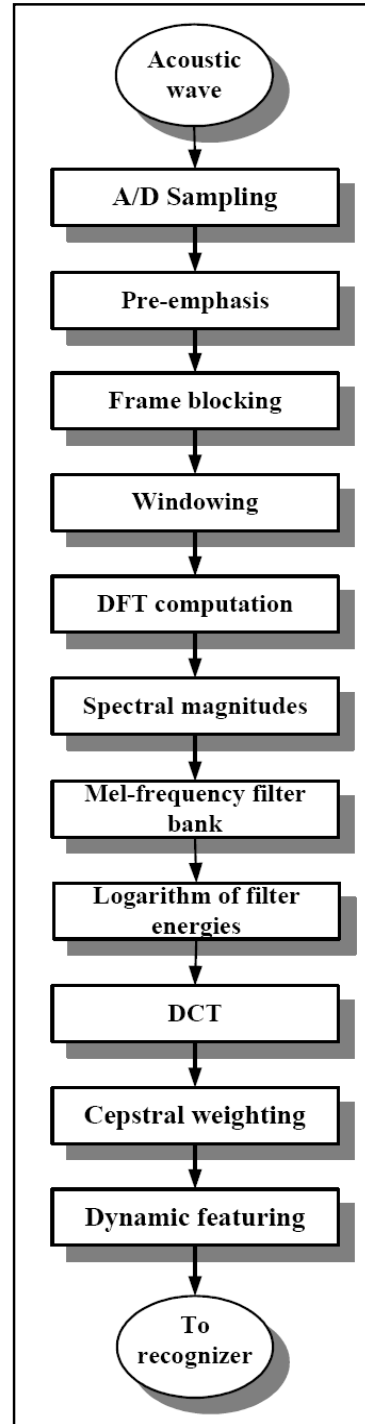 Acoustic
wave
A/D Sampling
Pre-emphasis
Frame blocking
Windowing
DFT computation
Spectral magnitudes
Mel-frequency filter
bank
Logarithm of filter
energies
DCT
Cepstral weighting
Dynamic featuring
To
recognizer